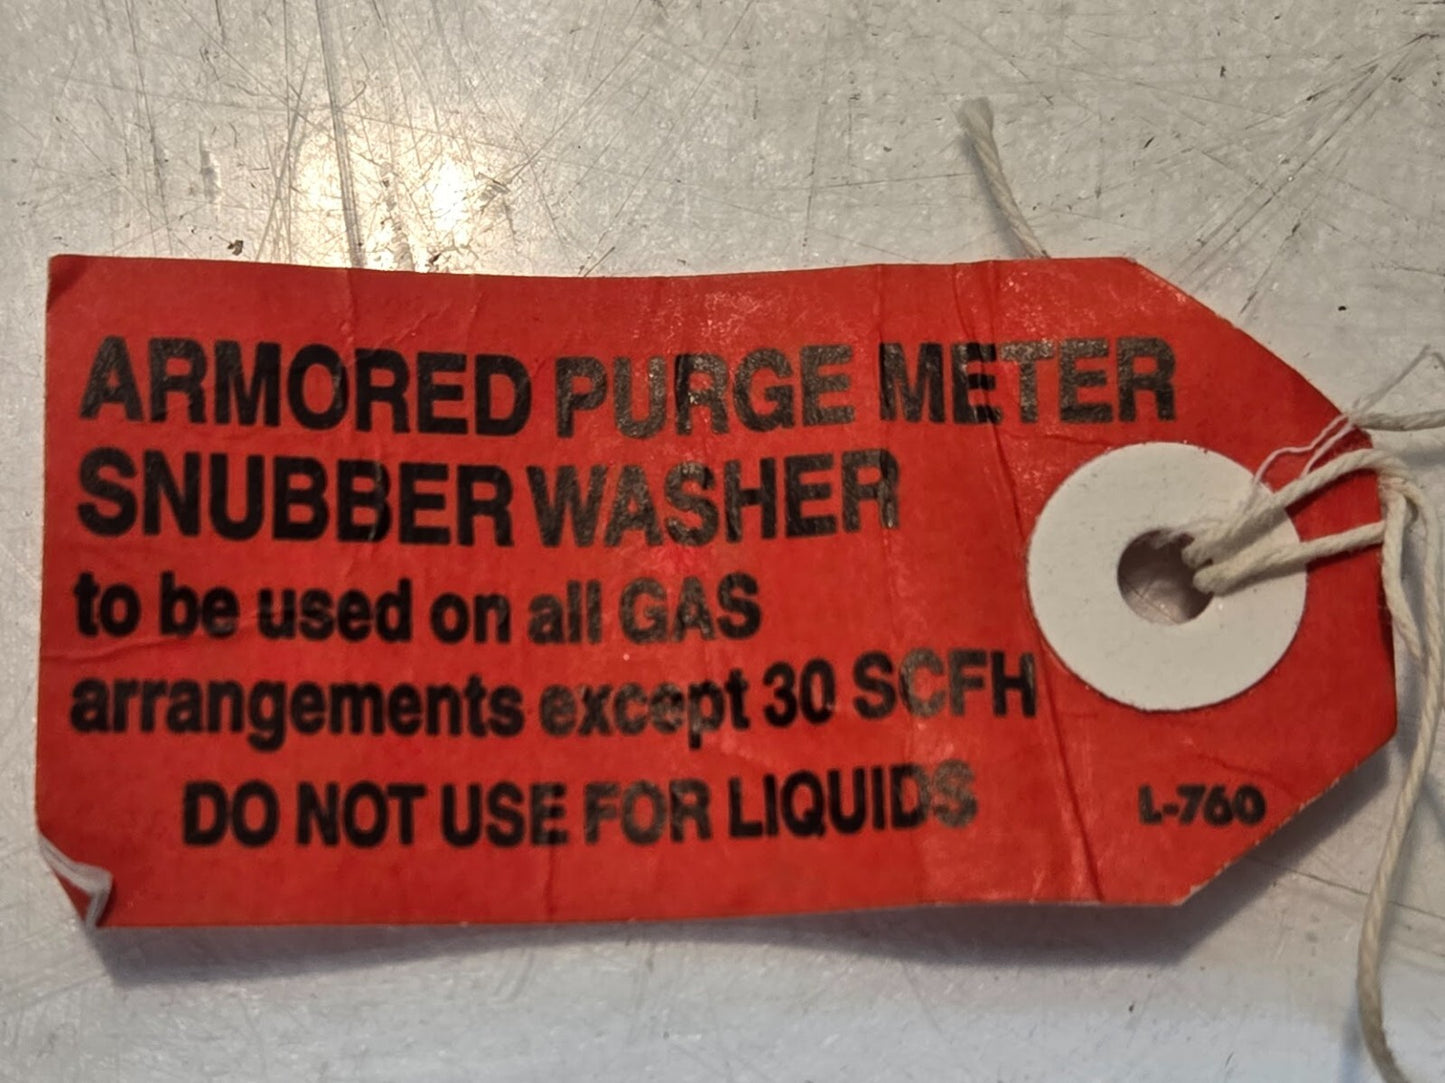 ARMORED PURGE METER
SNUBBER WASHER
to be used on all GAS
arrangements except 30 SCFH
DO NOT USE FOR LIQUIDS
L-760